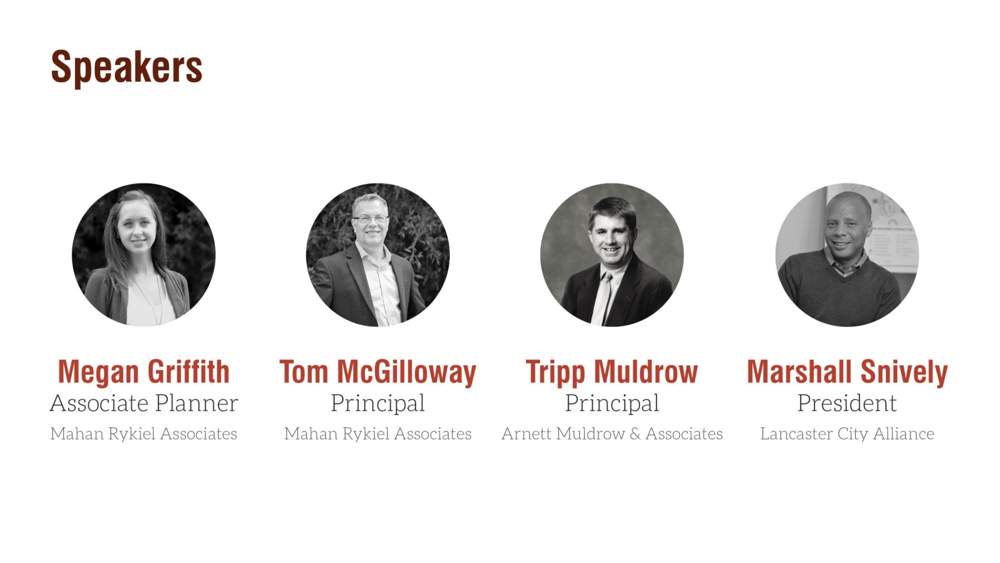 Speakers
Megan Griffith
Associate Planner
Mahan Rykiel Associates
Tom McGilloway
Principal
Mahan Rykiel Associates
Tripp Muldrow
Principal
Arnett Muldrow & Associates
Marshall Snively
President
Lancaster City Alliance